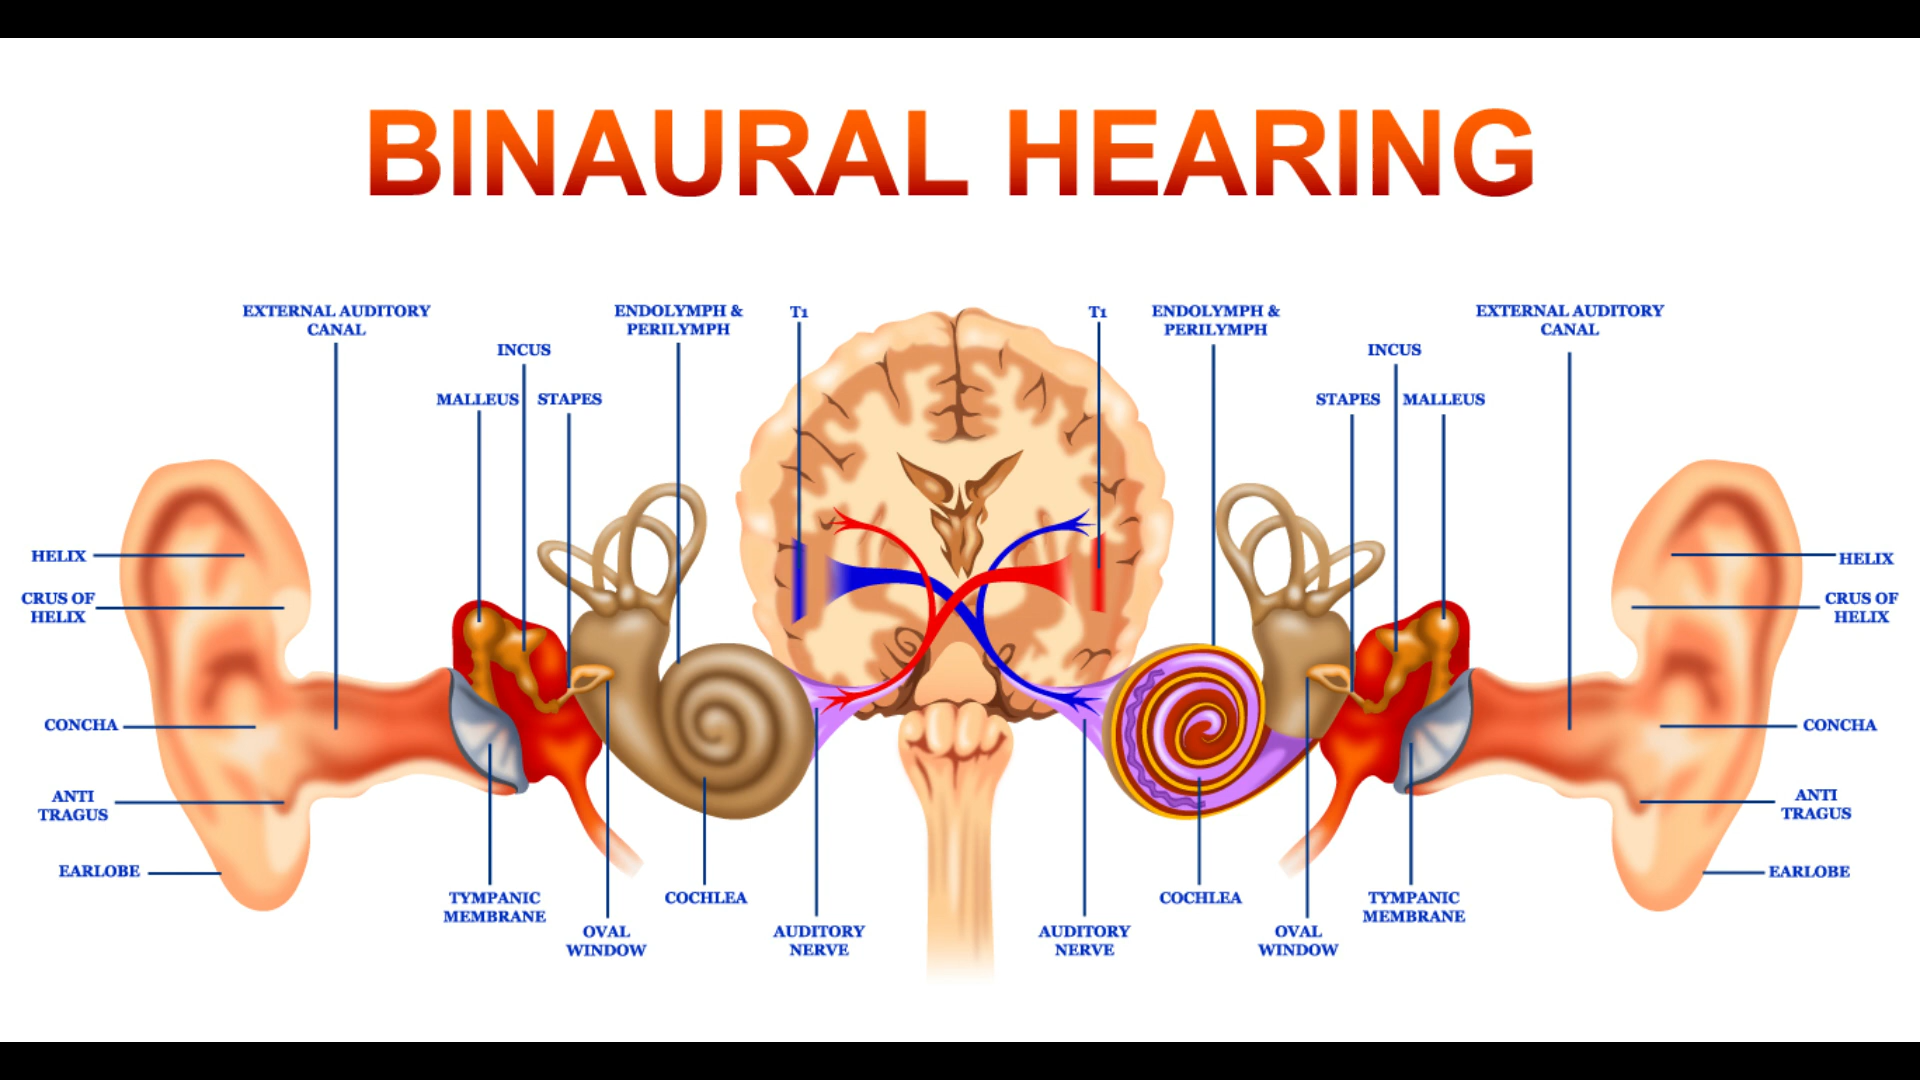 BINAURAL HEARING
EXTERNAL AUDITORY
CANAL
INCUS
MALLEUS
STAPES
ENDOLYMPH &
PERILYMPH
T1
T1
ENDOLYMPH &
PERILYMPH
EXTERNAL AUDITORY
CANAL
INCUS
STAPES
MALLEUS
HELIX
CRUS OF
HELIX
CONCHA
ANTI
TRAGUS
EARLOBE
HELIX
CRUS OF
HELIX
CONCHA
ANTI
TRAGUS
EARLOBE
TYMPANIC
MEMBRANE
OVAL
WINDOW
COCHLEA
AUDITORY
NERVE
AUDITORY
NERVE
COCHLEA
OVAL
WINDOW
TYMPANIC
MEMBRANE